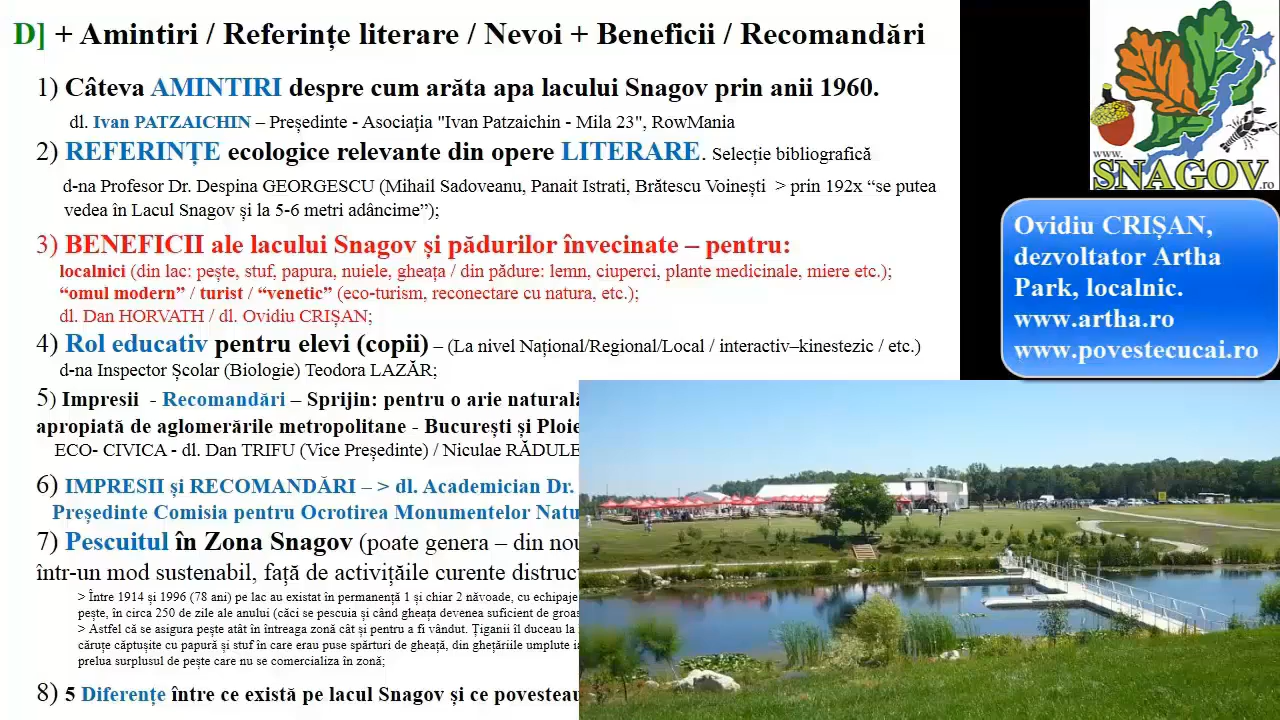 D] + Amintiri / Referințe literare / Nevoi + Beneficii / Recomandări
1) Câteva AMINTIRI despre cum arăta apa lacului Snagov prin anii 1960.
dl. Ivan PATZAICHIN – Președinte - Asociația "Ivan Patzaichin - Mila 23", RowMania
2) REFERINȚE ecologice relevante din opere LITERARE. Selecție bibliografică
d-na Profesor Dr. Despina GEORGESCU (Mihail Sadoveanu, Panait Istrati, Brătescu Voinești > prin 192x “se putea
vedea în Lacul Snagov și la 5-6 metri adâncime”);
3) BENEFICII ale lacului Snagov și pădurilor învecinate – pentru:
localnici (din lac: pește, stuf, papura, nuiele, gheața / din pădure: lemn, ciuperci, plante medicinale, miere etc.);
“omul modern” / turist / “venetic” (eco-turism, reconectare cu natura, etc.);
dl. Dan HORVATH / dl. Ovidiu CRIȘAN;
4) Rol educativ pentru elevi (copii) – (La nivel Național/Regional/Local / interactiv–kinestezic / etc.)
d-na Inspector Școlar (Biologie) Teodora LAZĂR;
5) Impresii - Recomandări – Sprijin: pentru o arie natural
apropiată de aglomerările metropolitane - București și Ploie
ECO- CIVICA - dl. Dan TRIFU (Vice Președinte) / Niculae RĂDULE
6) IMPRESII și RECOMANDĂRI – > dl. Academician Dr.
Președinte Comisia pentru Ocrotirea Monumentelor Natu
7) Pescuitul în Zona Snagov (poate genera – din nou
într-un mod sustenabil, față de activițăile curente distruc
> Între 1914 și 1996 (78 ani) pe lac au existat în permanență 1 și chiar 2 năvoade, cu echipaje
pește, în circa 250 de zile ale anului (căci se pescuia și când gheața devenea suficient de groas
> Astfel că se asigura pește atât în întreaga zonă cât și pentru a fi vândut. Țiganii îl duceau la
căruțe căptușite cu papură și stuf în care erau puse spărturi de gheață, din ghețăriile umplute ia
prelua surplusul de pește care nu se comercializa în zonă;
8) 5 Diferențe între ce există pe lacul Snagov și ce povestea
www.
SNAGOV.ro
Ovidiu CRIȘAN,
dezvoltator Artha
Park, localnic.
www.artha.ro
www.povestecucai.ro